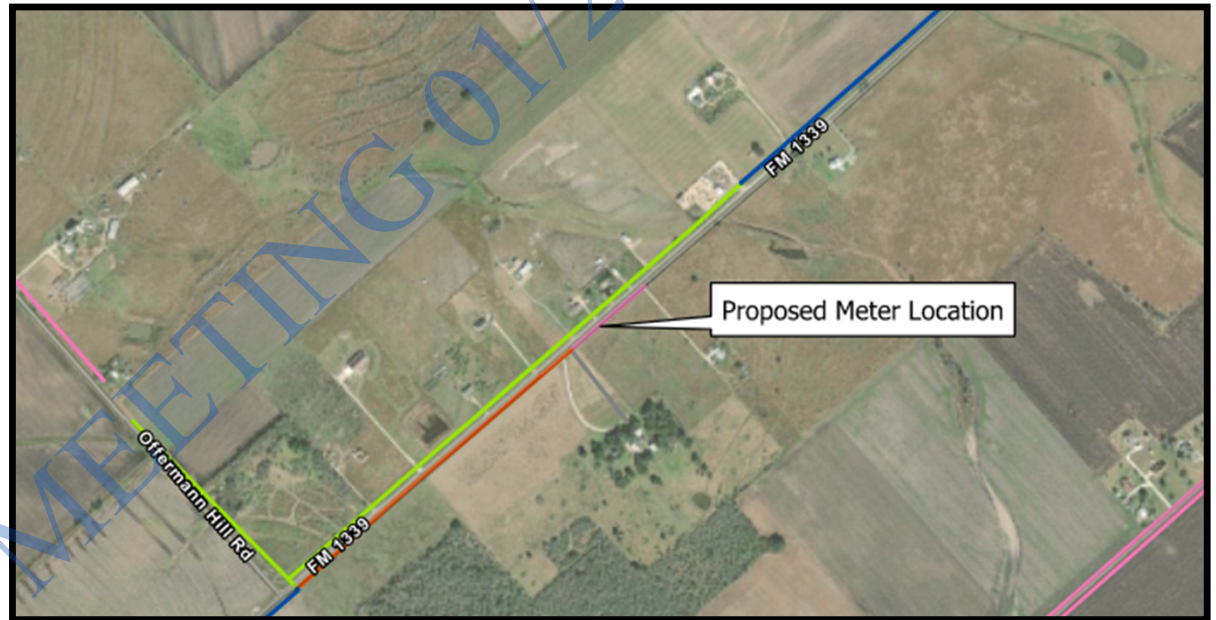 MEETING 01/2
FM 1339
Proposed Meter Location
Offermann Hill Rd
FM 1339